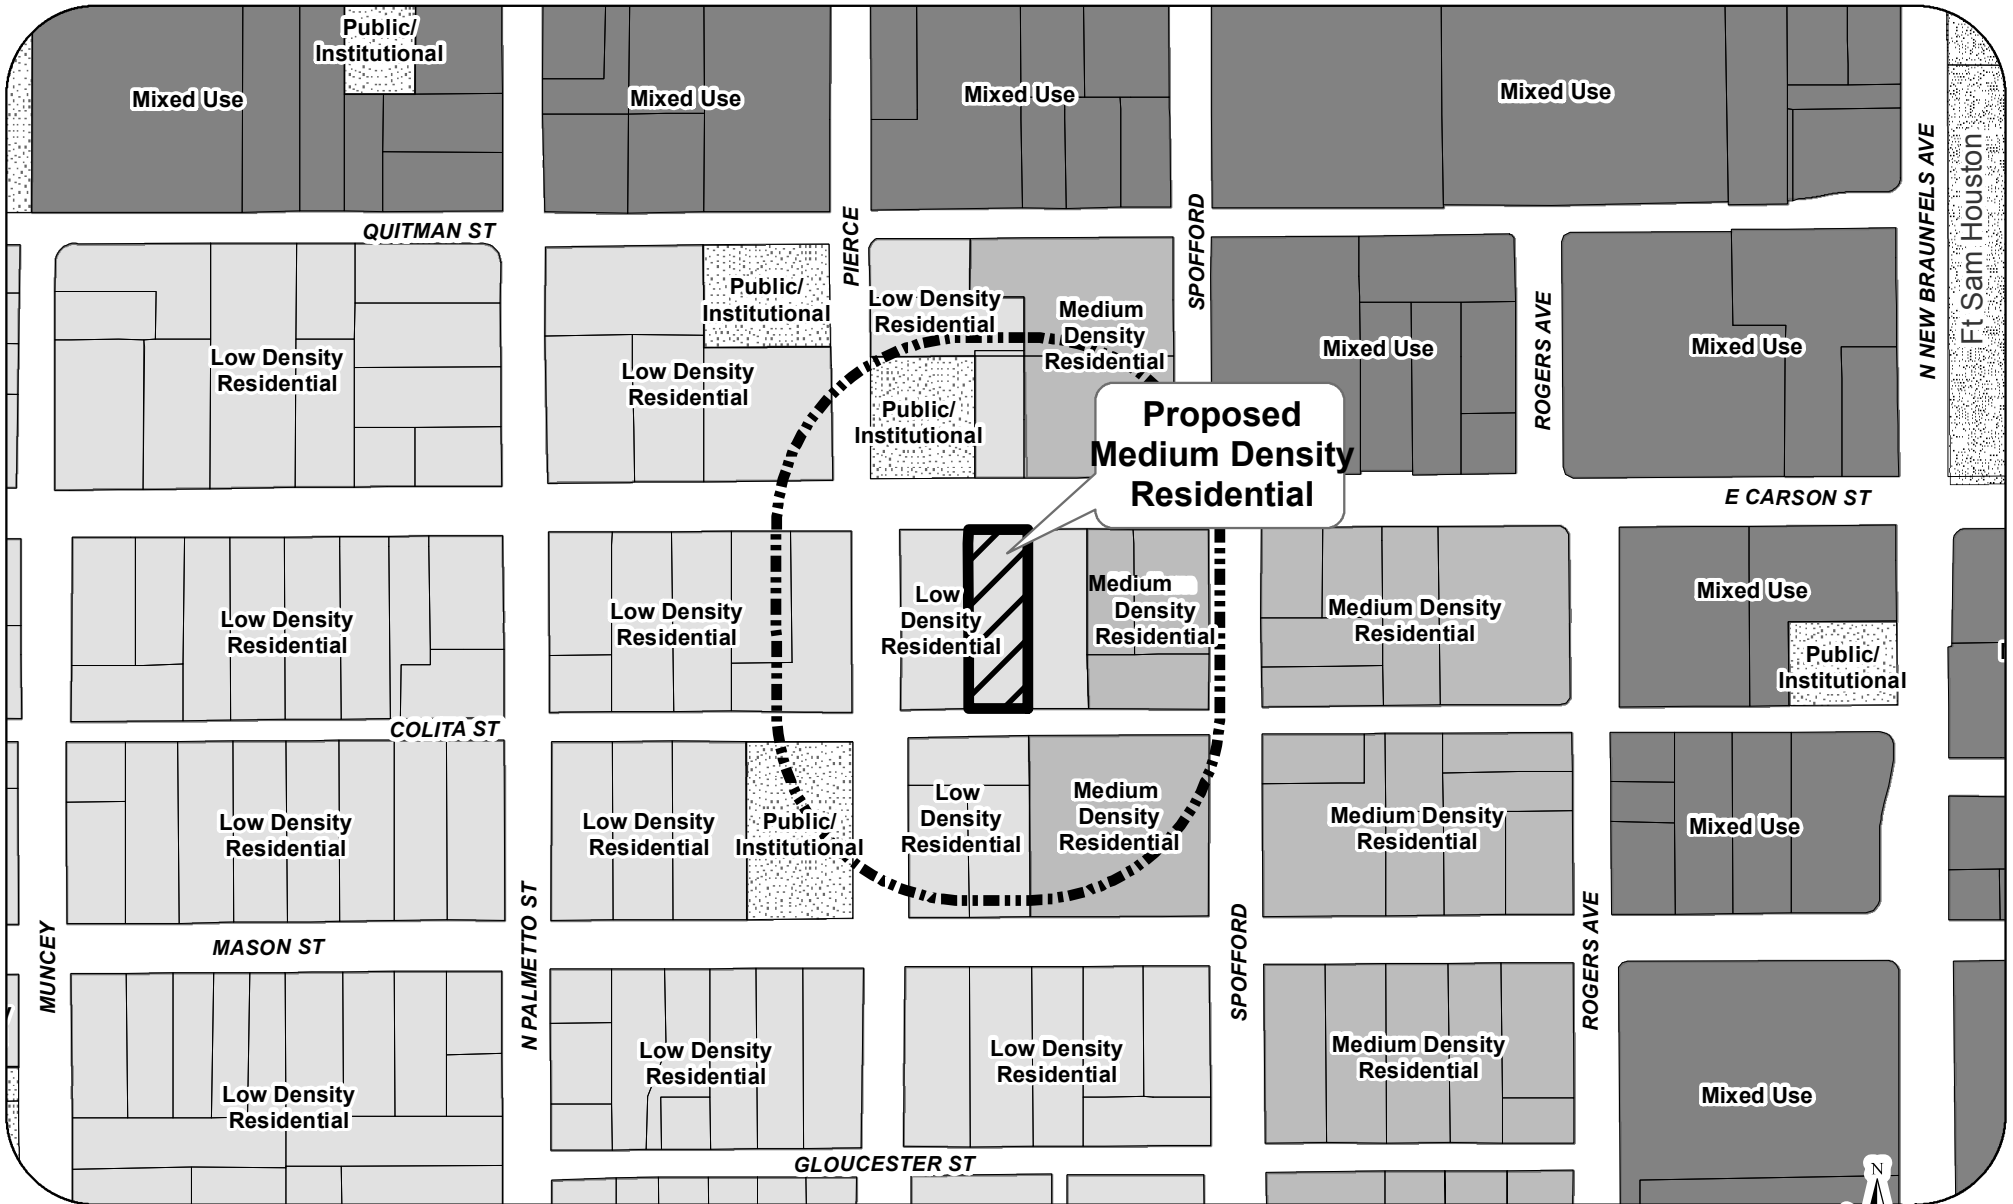 Public/
Institutional
Mixed Use
Mixed Use
Mixed Use
Mixed Use
QUITMAN ST
PIERCE
SPOFFORD
N NEW BRAUNFELS AVE
Ft Sam Houston
Public/
Institutional
Low Density
Residential
Medium
Density
Residential
Low Density
Residential
Low Density
Residential
Mixed Use
ROGERS AVE
Mixed Use
Public/
Institutional
Proposed
Medium Density
Residential
E CARSON ST
Low Density
Residential
Low Density
Residential
Low
Density
Residential
Medium
Density
Residential
Medium Density
Residential
Mixed Use
Public/
Institutional
COLITA ST
Low Density
Residential
Low Density
Residential
Public/
Institutional
Low
Density
Residential
Medium
Density
Residential
Medium Density
Residential
Mixed Use
MUNCEY
MASON ST
N PALMETTO ST
SPOFFORD
ROGERS AVE
Low Density
Residential
Low Density
Residential
Low Density
Residential
Medium Density
Residential
Mixed Use
GLOUCESTER ST
N